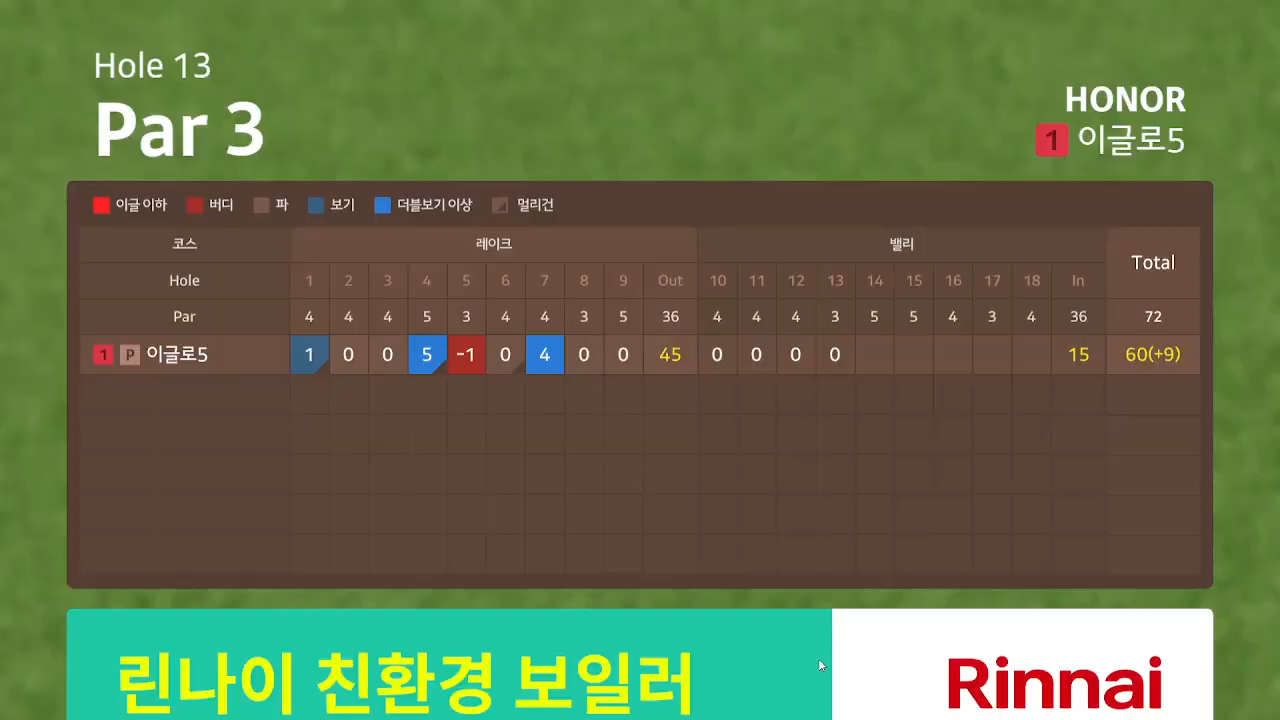 Hole 13
Par 3
HONOR
1 이글로5
이글 이하 버디 파 보기 더블보기 이상 멀리건
코스 레이크 밸리 Total
Hole 1 2 3 4 5 6 7 8 9 Out 10 11 12 13 14 15 16 17 18 In
Par 4 4 4 5 3 4 4 3 5 36 4 4 4 3 5 5 4 3 4 36 72
1 P 이글로5 1 0 0 5 -1 0 4 0 0 45 0 0 0 0 15 60(+9)
린나이 친환경 보일러
Rinnai